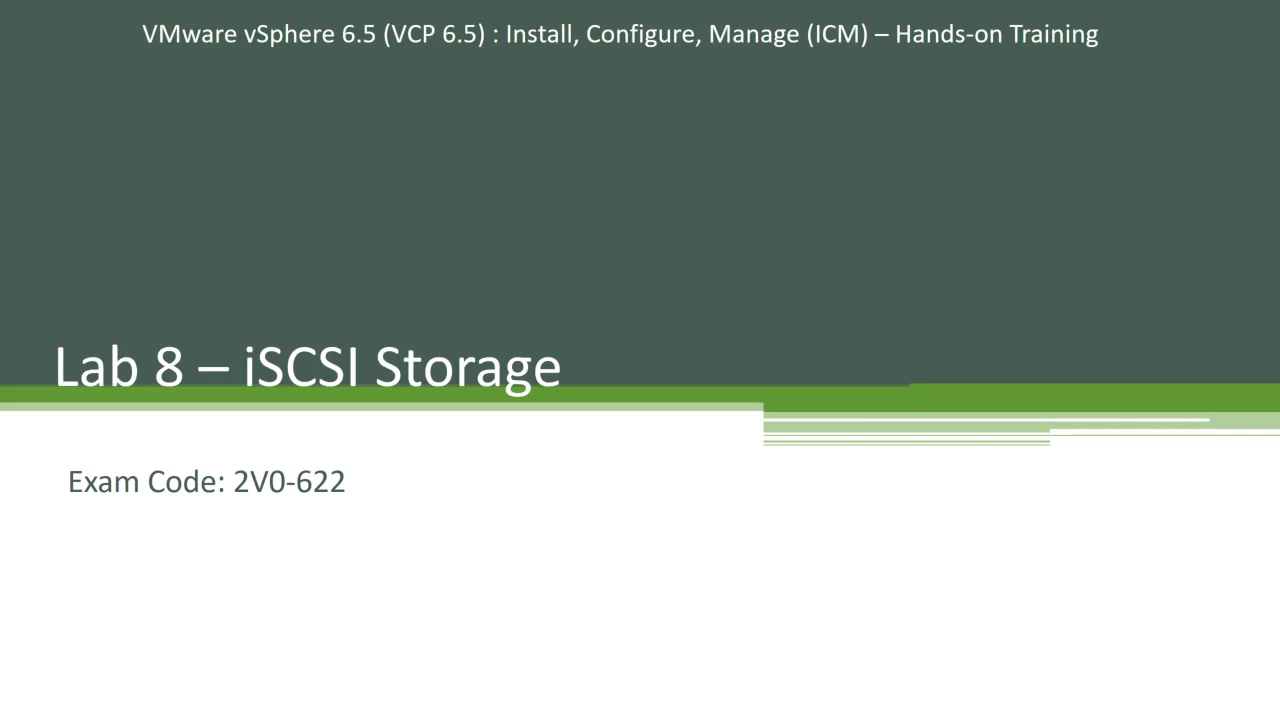 VMware vSphere 6.5 (VCP 6.5) : Install, Configure, Manage (ICM) – Hands-on Training
Lab 8 – iSCSI Storage
Exam Code: 2V0-622